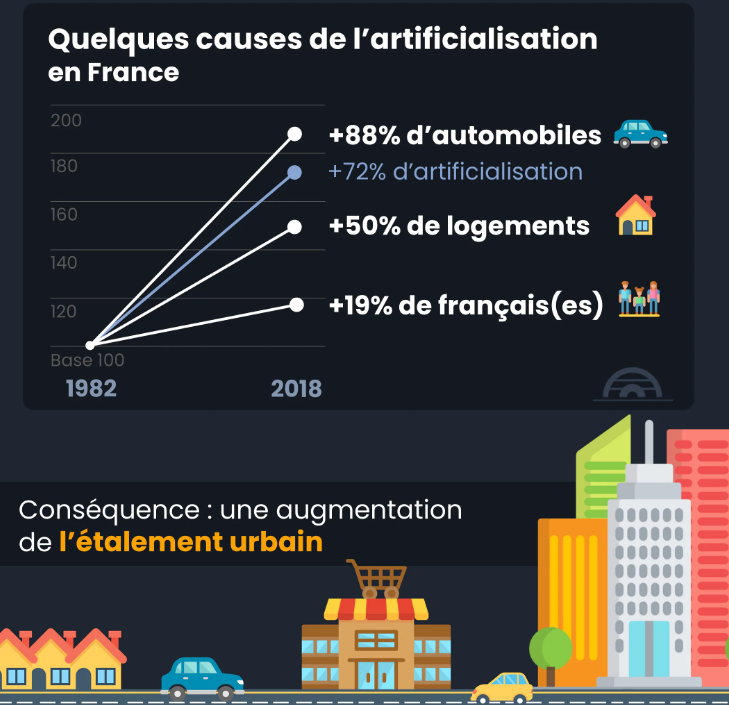 Quelques causes de l’artificialisation
en France
200
+88% d’automobiles
180
+72% d’artificialisation
160
+50% de logements
140
120
+19% de français(es)
Base 100
1982
2018
Conséquence : une augmentation
de l’étalement urbain